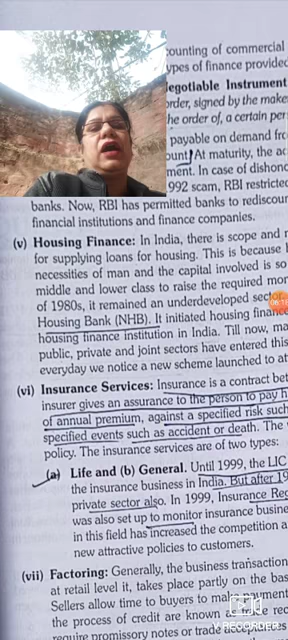 ounting of commercial
ypes of finance provided
egotiable Instrument
order, signed by the make
he order of, a certain per
payable on demand fr
ount! At maturity, the ac
ment. In case of dishon
992 scam, RBI restricte
banks. Now, RBI has permitted banks to rediscou
financial institutions and finance companies.
(v) Housing Finance: In India, there is scope and
for supplying loans for housing. This is because
necessities of man and the capital involved is so
middle and lower class to raise the required mo
of 1980s, it remained an underdeveloped sector.
Housing Bank (NHB). It initiated housing finance
housing finance institution in India. Till now, ma
public, private and joint sectors have entered this
everyday we notice a new scheme launched to at
(vi) Insurance Services: Insurance is a contract bet
insurer gives an assurance to the person to pay h
of annual premium, against a specified risk such
specified events such as accident or death. The
policy. The insurance services are of two types:
(a) Life and (b) General. Until 1999, the LIC
the insurance business in India. But after 19
private sector also. In 1999, Insurance Reg
was also set up to monitor insurance busine
in this field has increased the competition a
new attractive policies to customers.
(vii) Factoring: Generally, the business transaction
at retail level it, takes place partly on the bas
Sellers allow time to buyers to make
the process of credit are known as
require promissory notes or trade receipts
V RECORDER